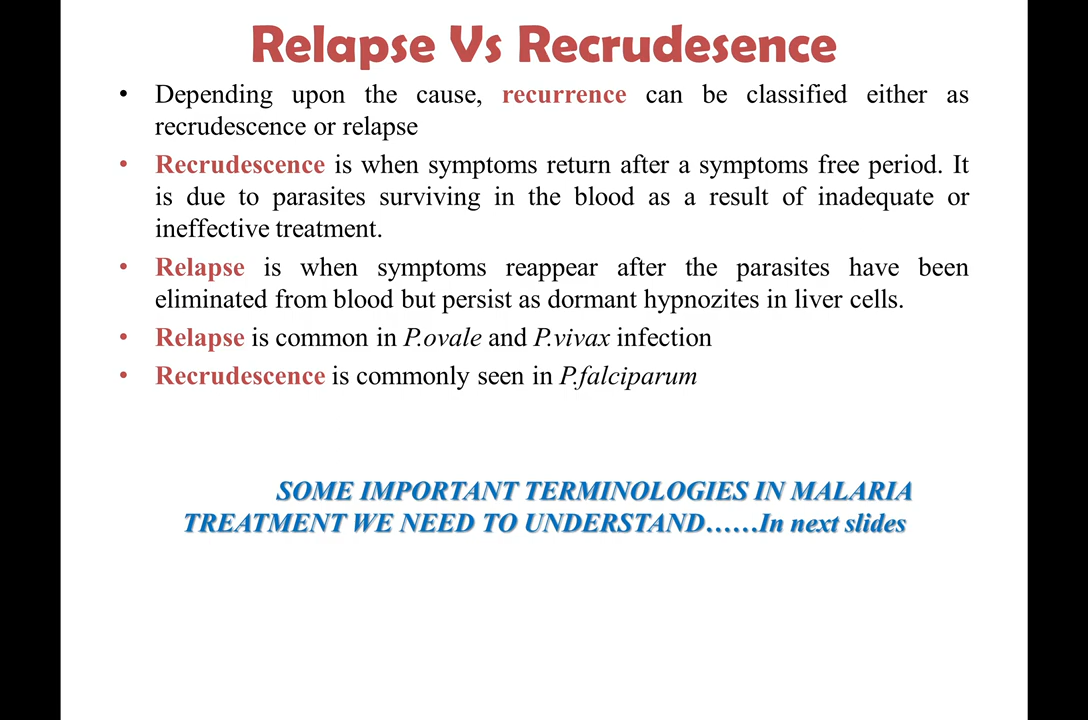 Relapse Vs Recrudesence
• Depending upon the cause, recurrence can be classified either as
recrudescence or relapse
• Recrudescence is when symptoms return after a symptoms free period. It
is due to parasites surviving in the blood as a result of inadequate or
ineffective treatment.
• Relapse is when symptoms reappear after the parasites have been
eliminated from blood but persist as dormant hypnozites in liver cells.
• Relapse is common in P.ovale and P.vivax infection
• Recrudescence is commonly seen in P.falciparum
SOME IMPORTANT TERMINOLOGIES IN MALARIA
TREATMENT WE NEED TO UNDERSTAND……In next slides